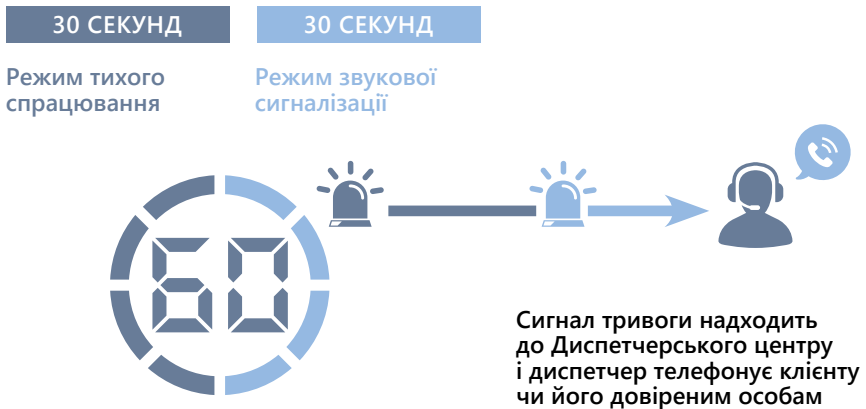 30 СЕКУНД
30 СЕКУНД
Режим тихого
спрацювання
Режим звукової
сигналізації
60
Сигнал тривоги надходить
до Диспетчерського центру
і диспетчер телефонує клієнту
чи його довіреним особам